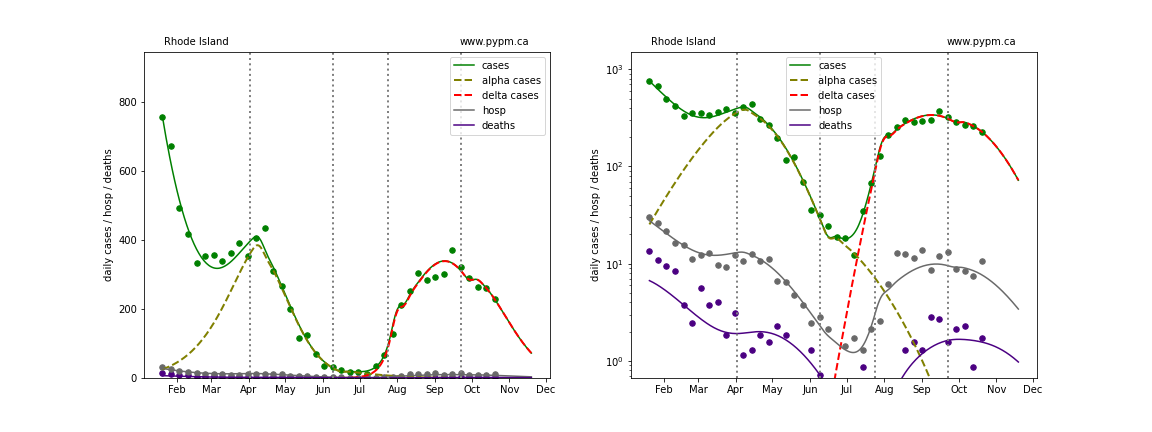 Rhode Island www.pypm.ca
cases
alpha cases
delta cases
hosp
deaths
daily cases / hosp / deaths
800
600
400
200
0
Feb Mar Apr May Jun Jul Aug Sep Oct Nov Dec
Rhode Island www.pypm.ca
cases
alpha cases
delta cases
hosp
deaths
daily cases / hosp / deaths
10³
10²
10¹
10⁰
Feb Mar Apr May Jun Jul Aug Sep Oct Nov Dec